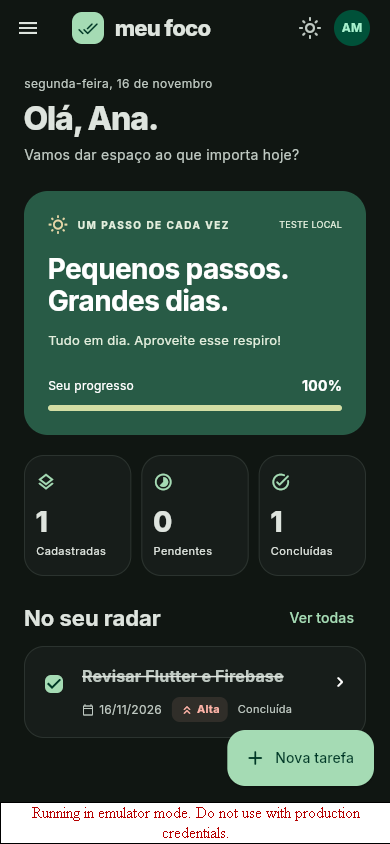 meu foco
AM
segunda-feira, 16 de novembro
Olá, Ana.
Vamos dar espaço ao que importa hoje?
UM PASSO DE CADA VEZ
TESTE LOCAL
Pequenos passos.
Grandes dias.
Tudo em dia. Aproveite esse respiro!
Seu progresso
100%
1
Cadastradas
0
Pendentes
1
Concluídas
No seu radar
Ver todas
Revisar Flutter e Firebase
16/11/2026
Alta
Concluída
Nova tarefa
Running in emulator mode. Do not use with production
credentials.